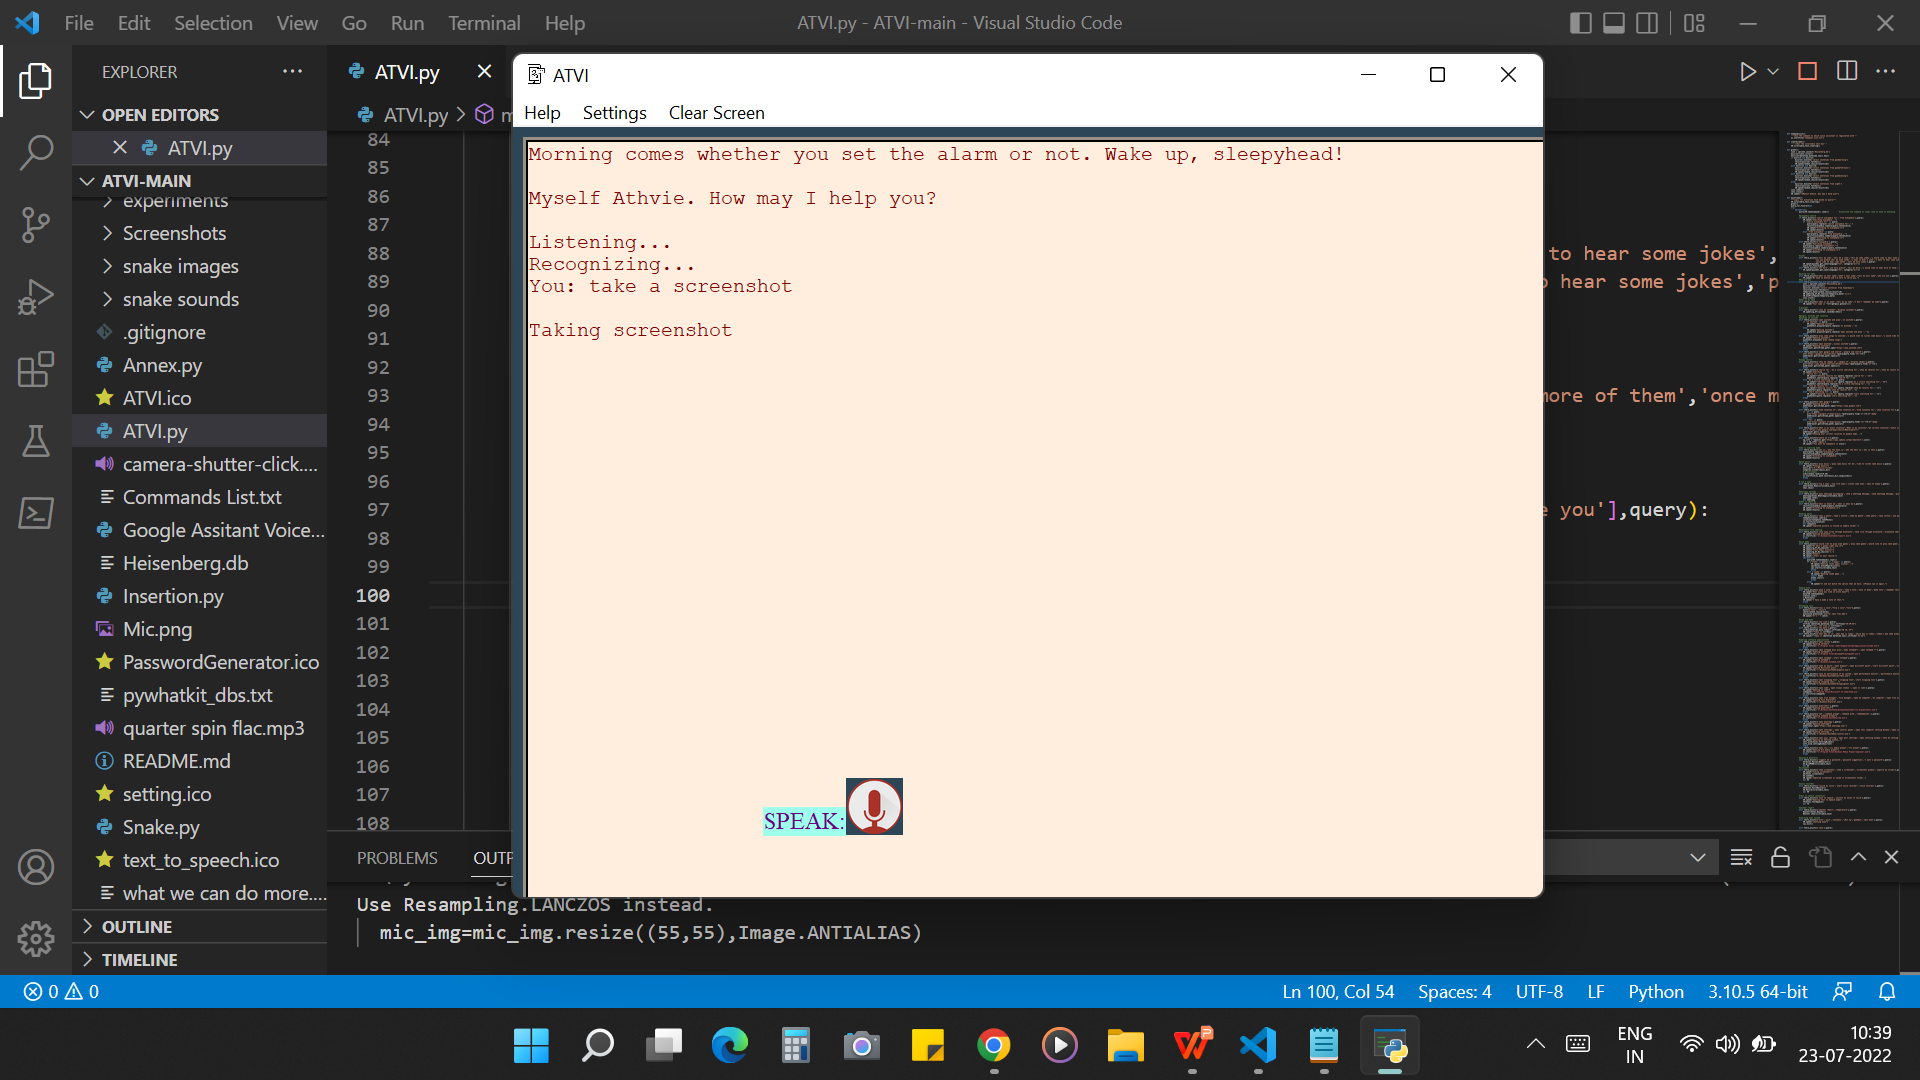 File Edit Selection View Go Run Terminal Help
ATVI.py - ATVI-main - Visual Studio Code
EXPLORER
OPEN EDITORS
ATVI.py
ATVI-MAIN
experiments
Screenshots
snake images
snake sounds
.gitignore
Annex.py
ATVI.ico
ATVI.py
camera-shutter-click....
Commands List.txt
Google Assitant Voice...
Heisenberg.db
Insertion.py
Mic.png
PasswordGenerator.ico
pywhatkit_dbs.txt
quarter spin flac.mp3
README.md
setting.ico
Snake.py
text_to_speech.ico
what we can do more....
OUTLINE
TIMELINE
ATVI.py
ATVI.py
84
85
86
87
88
89
90
91
92
93
94
95
96
97
98
99
100
101
102
103
104
105
106
107
108
to hear some jokes',
hear some jokes','p
more of them','once m
you'],query):
ATVI
Help Settings Clear Screen
Morning comes whether you set the alarm or not. Wake up, sleepyhead!
Myself Athvie. How may I help you?
Listening...
Recognizing...
You: take a screenshot
Taking screenshot
SPEAK:
PROBLEMS OUTP
Use Resampling.LANCZOS instead.
mic_img=mic_img.resize((55,55),Image.ANTIALIAS)
0 0
Ln 100, Col 54 Spaces: 4 UTF-8 LF Python 3.10.5 64-bit
ENG
IN
10:39
23-07-2022